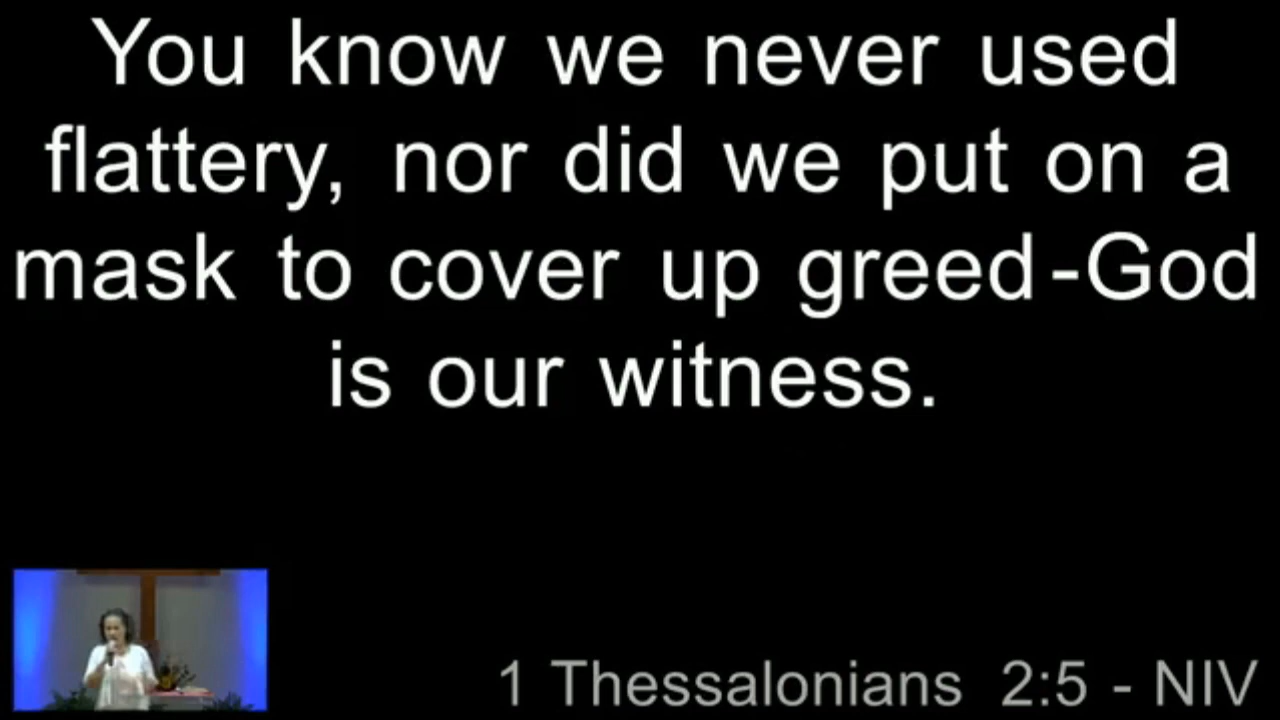 You know we never used
flattery, nor did we put on a
mask to cover up greed-God
is our witness.
1 Thessalonians 2:5 - NIV